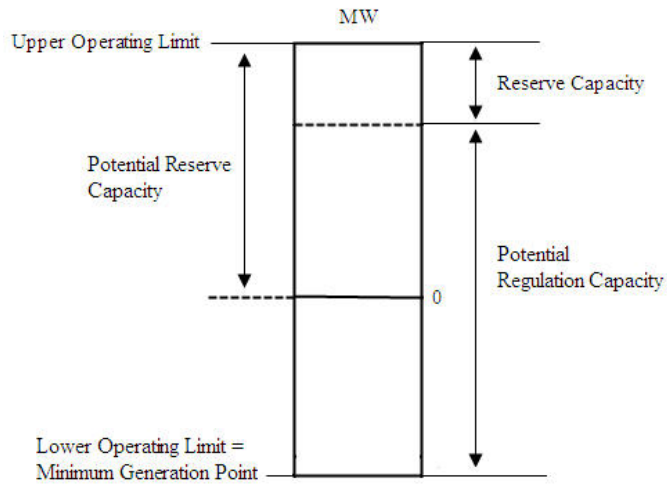 MW
Upper Operating Limit
Reserve Capacity
Potential Reserve
Capacity
Potential
Regulation Capacity
0
Lower Operating Limit =
Minimum Generation Point